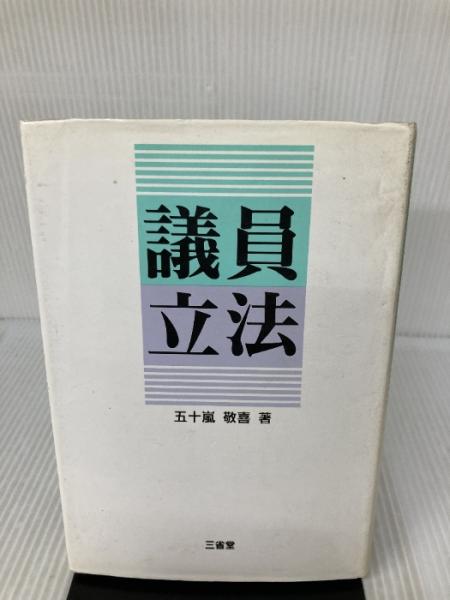 議員
立法
五十嵐 敬喜 著
三省堂